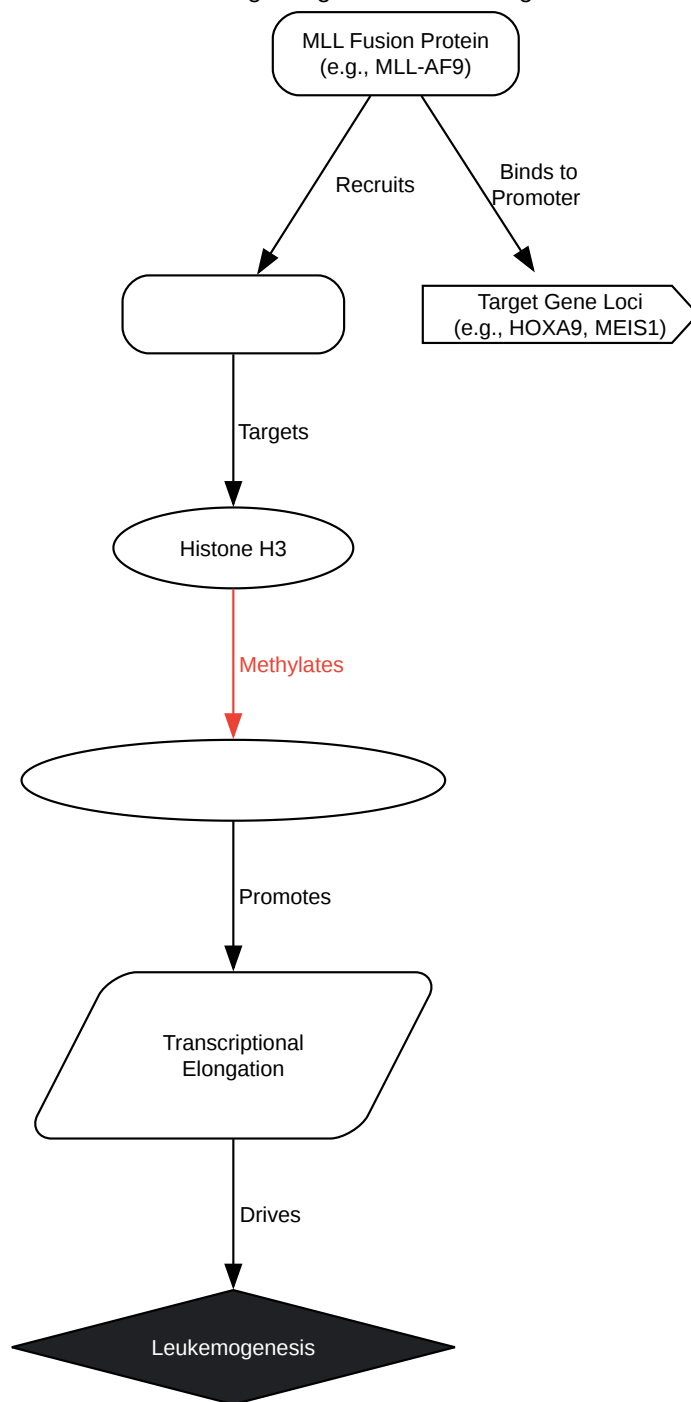 MLL Fusion Protein
(e.g., MLL-AF9)
Recruits
Binds to
Promoter
Target Gene Loci
(e.g., HOXA9, MEIS1)
Targets
Histone H3
Methylates
Promotes
Transcriptional
Elongation
Drives
Leukemogenesis